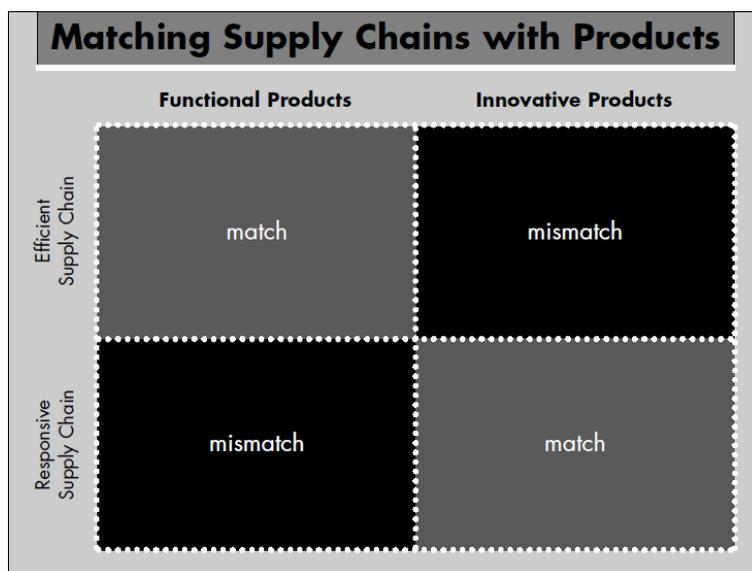 Matching Supply Chains with Products
Functional Products
Innovative Products
Efficient
Supply Chain
match
mismatch
Responsive
Supply Chain
mismatch
match